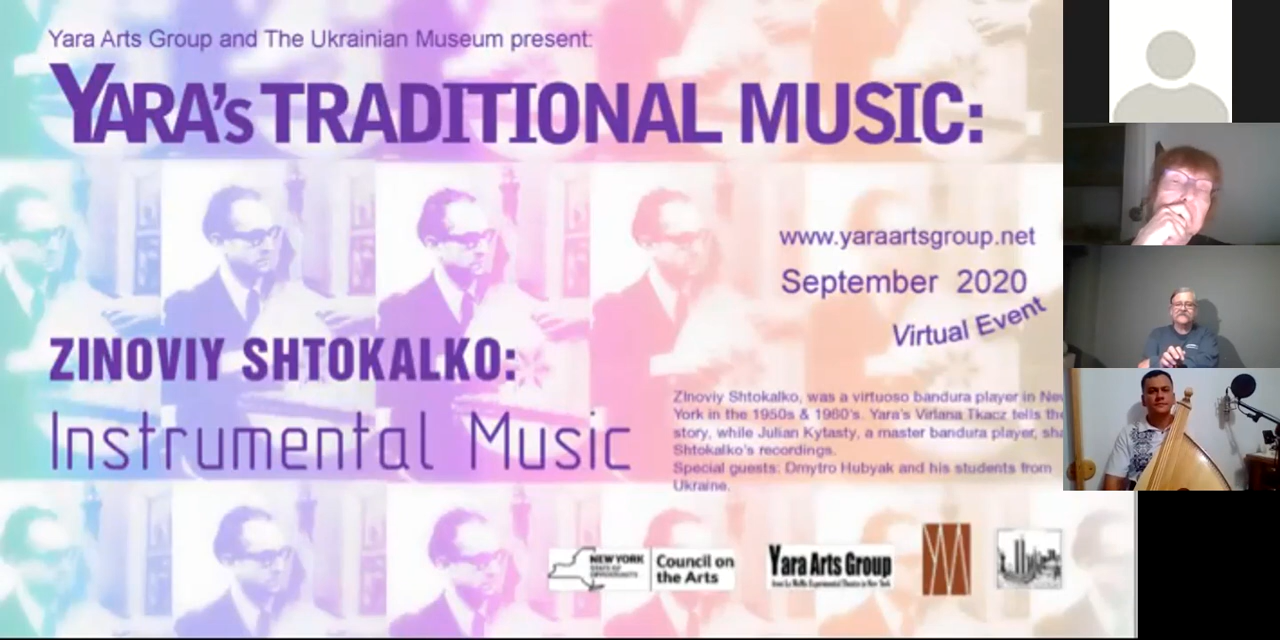 Yara Arts Group and The Ukrainian Museum present:
YARA's TRADITIONAL MUSIC:
www.yaraartsgroup.net
September 2020
Virtual Event
ZINOVIY SHTOKALKO:
Instrumental Music
ZInoviy Shtokalko, was a virtuoso bandura player in New
York in the 1950s & 1960's. Yara's Virlana Tkacz tells the
story, while Julian Kytasty, a master bandura player, sha
Shtokalko's recordings.
Special guests: Dmytro Hubyak and his students from
Ukraine.
NEW YORK
STATE OF
OPPORTUNITY
Council on
the Arts
Yara Arts Group